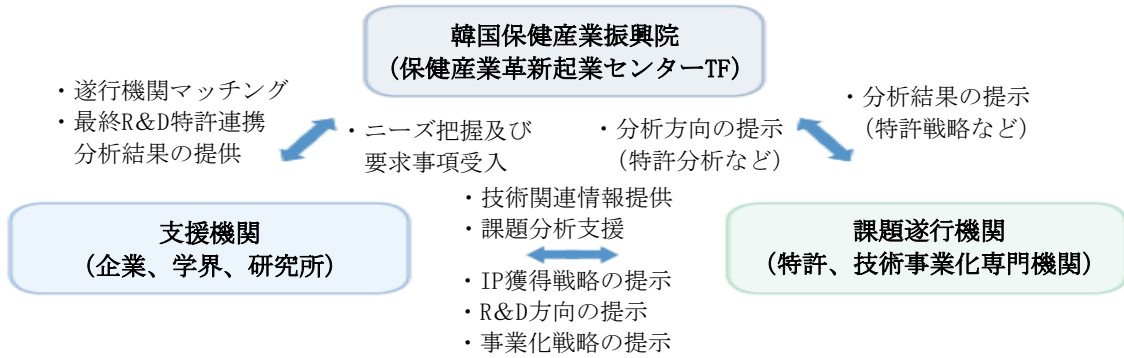 韓国保健産業振興院
(保健産業革新起業センターTF)
・遂行機関マッチング
・最終R&D特許連携
分析結果の提供
・ニーズ把握及び
要求事項受入
・分析方向の提示
(特許分析など)
・分析結果の提示
(特許戦略など)
支援機関
(企業、学界、研究所)
・技術関連情報提供
・課題分析支援
・IP獲得戦略の提示
・R&D方向の提示
・事業化戦略の提示
課題遂行機関
(特許、技術事業化専門機関)